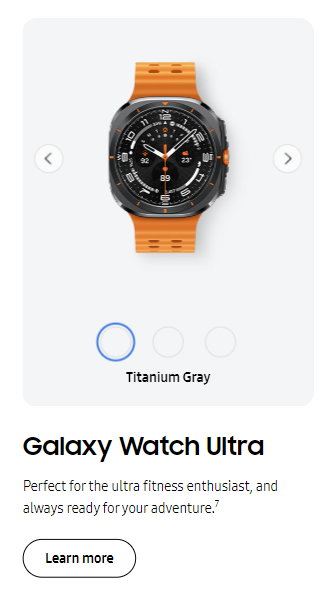 12
92
23°
89
Titanium Gray
Galaxy Watch Ultra
Perfect for the ultra fitness enthusiast, and
always ready for your adventure.7
Learn more